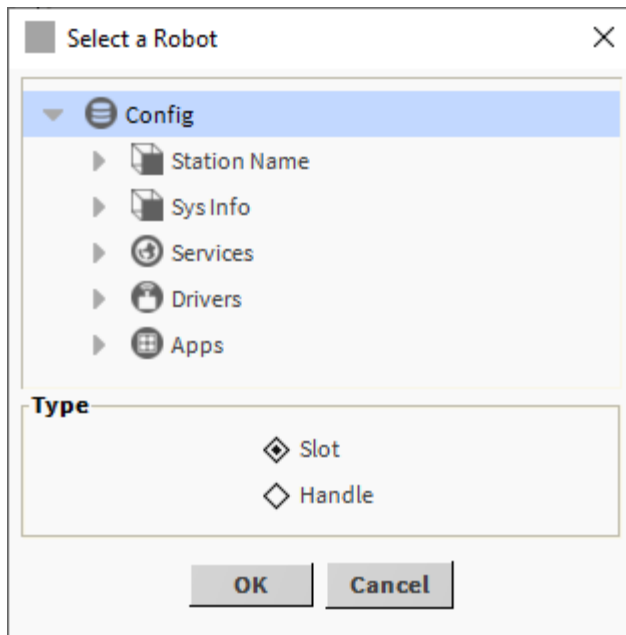 Select a Robot
Config
Station Name
Sys Info
Services
Drivers
Apps
Type
Slot
Handle
OK
Cancel